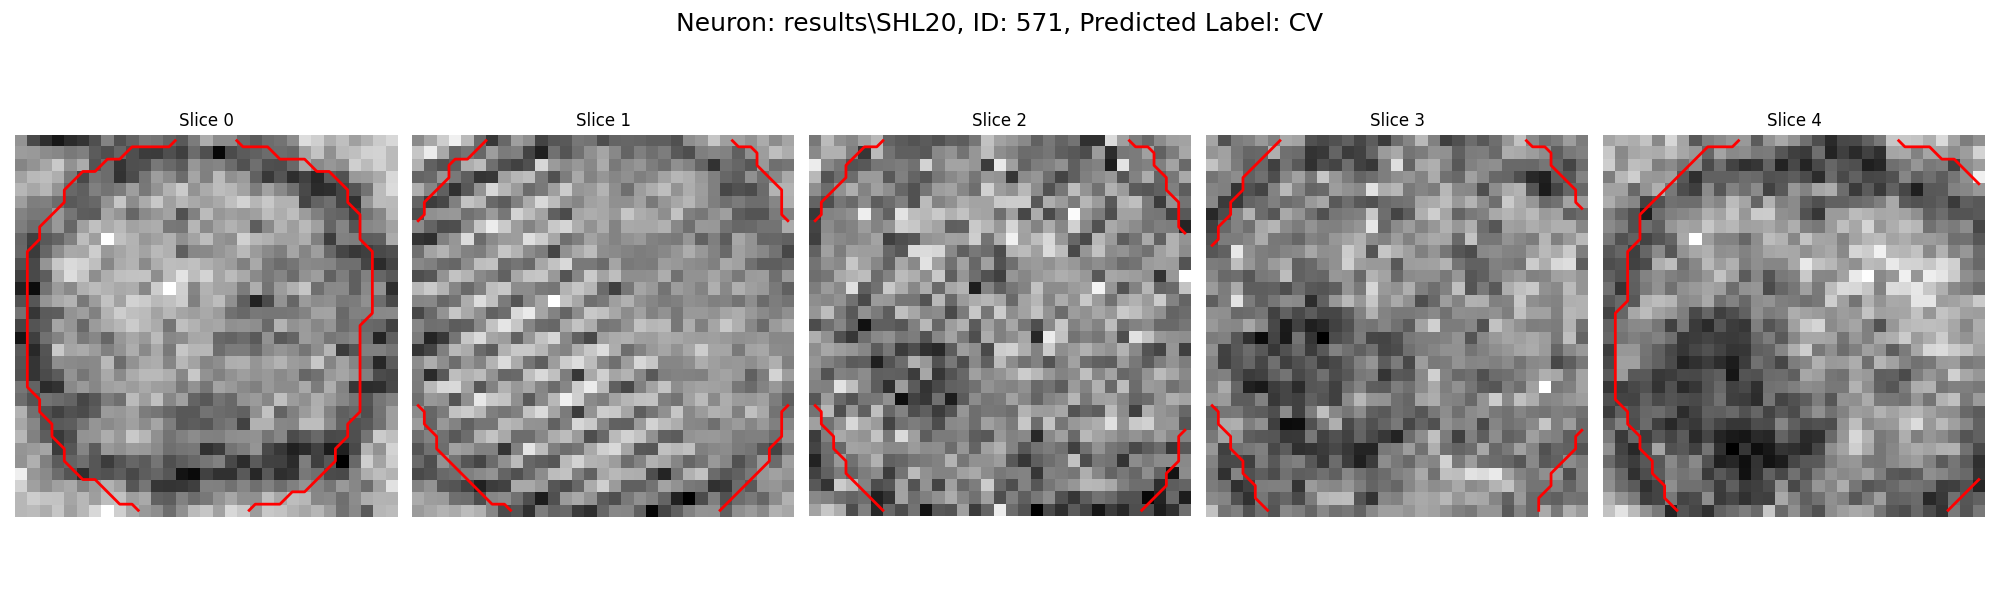 Neuron: results\SHL20, ID: 571, Predicted Label: CV
Slice 0
Slice 1
Slice 2
Slice 3
Slice 4